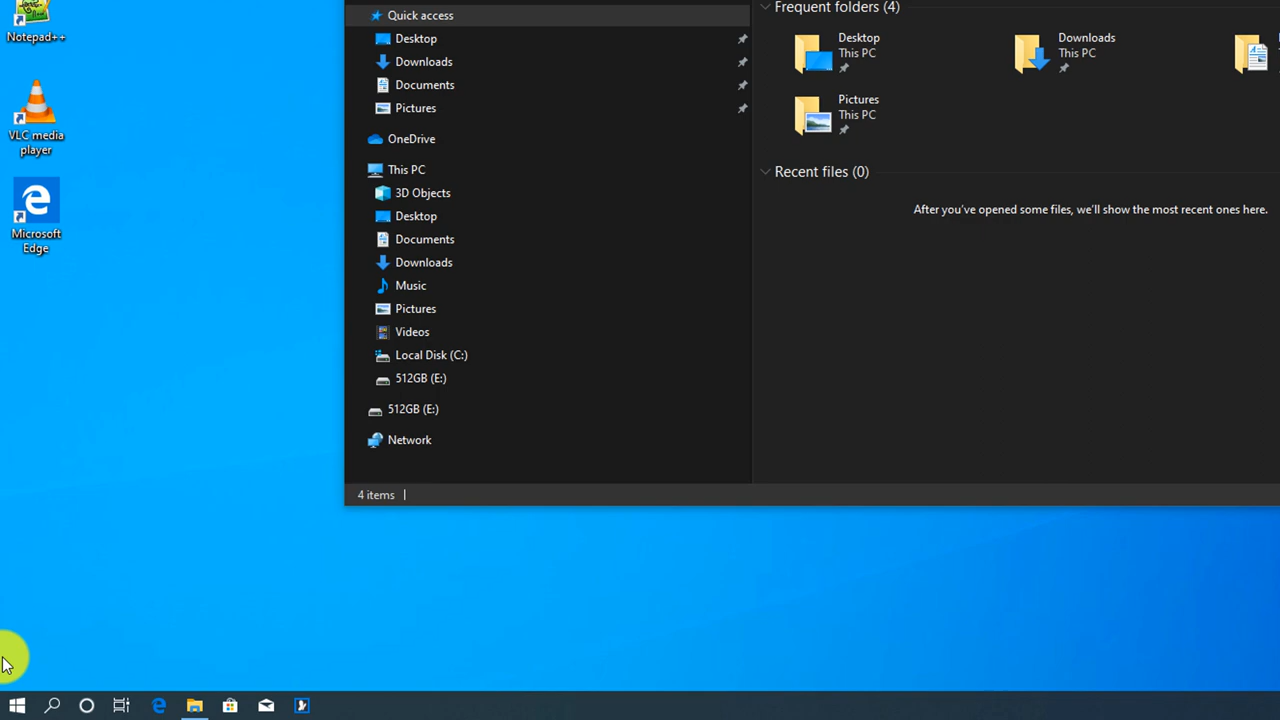 Notepad++
VLC media
player
Microsoft
Edge
Quick access
Desktop
Downloads
Documents
Pictures
OneDrive
This PC
3D Objects
Desktop
Documents
Downloads
Music
Pictures
Videos
Local Disk (C:)
512GB (E:)
512GB (E:)
Network
4 items
Frequent folders (4)
Desktop
This PC
Downloads
This PC
Pictures
This PC
Recent files (0)
After you've opened some files, we'll show the most recent ones here.